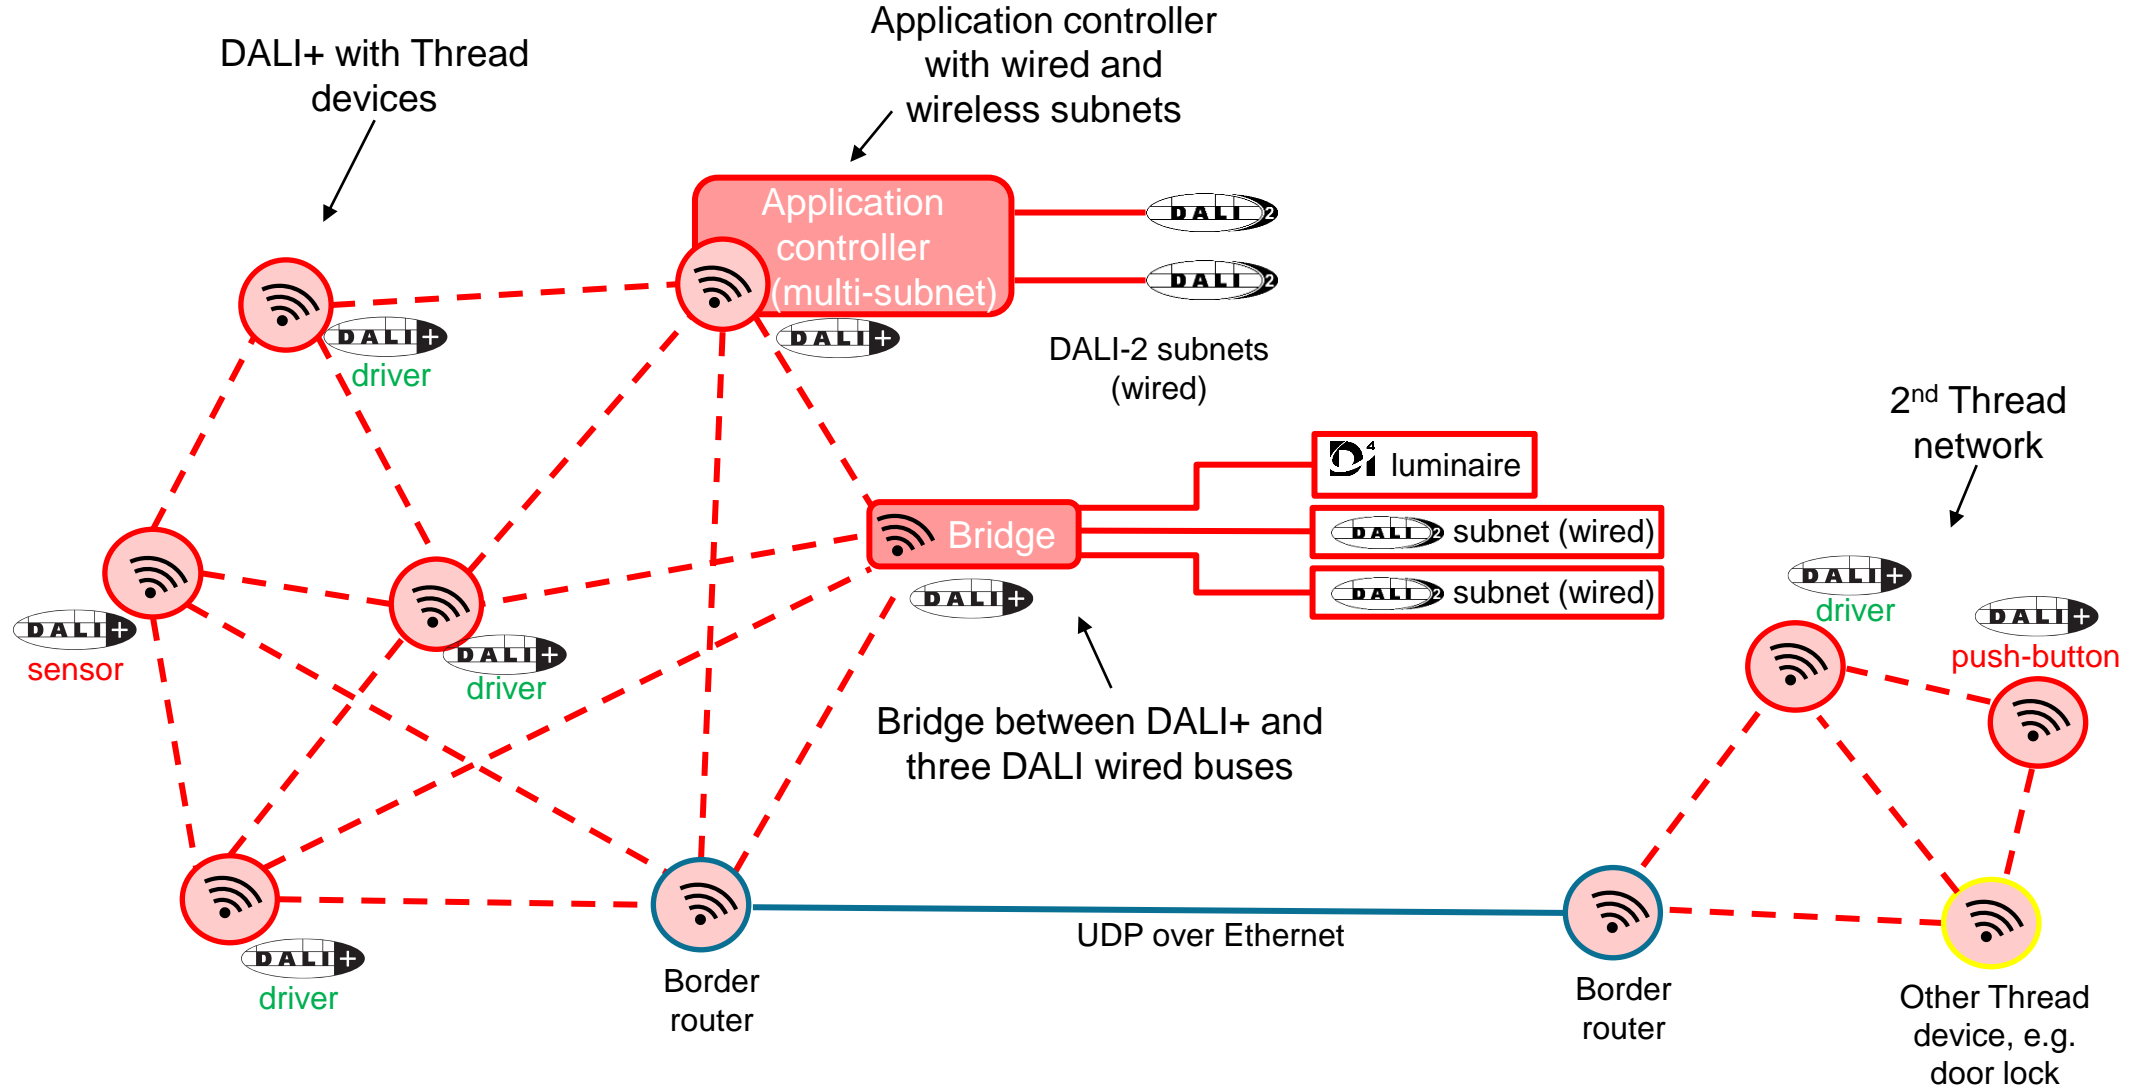 DALI+ with Thread
devices
Application controller
with wired and
wireless subnets
Application
controller
(multi-subnet)
DALI 2
DALI 2
DALI+
driver
DALI+
DALI-2 subnets
(wired)
2nd Thread
network
D4i luminaire
DALI 2 subnet (wired)
DALI 2 subnet (wired)
Bridge
DALI+
DALI+
sensor
DALI+
driver
DALI+
driver
DALI+
push-button
Bridge between DALI+ and
three DALI wired buses
DALI+
driver
Border
router
UDP over Ethernet
Border
router
Other Thread
device, e.g.
door lock